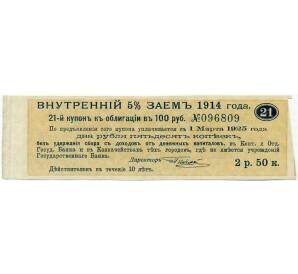 ВНУТРЕННІЙ 5% ЗАЕМЪ 1914 года.
21
21-й купонъ къ облигаціи въ 100 руб. №096809
По предъявленіи сего купона уплачивается съ 1 Марта 1925 года
два рубля пятьдесятъ копѣекъ,
безъ удержанія сбора съ доходовъ отъ денежныхъ капиталовъ, въ Конт. и Отд.
Госуд. Банка и въ Казначействахъ тѣхъ городовъ, гдѣ не имѣется учрежденій
Государственнаго Банка.
Директоръ
2 р. 50 к.
Дѣйствителенъ въ теченіе 10 лѣтъ.